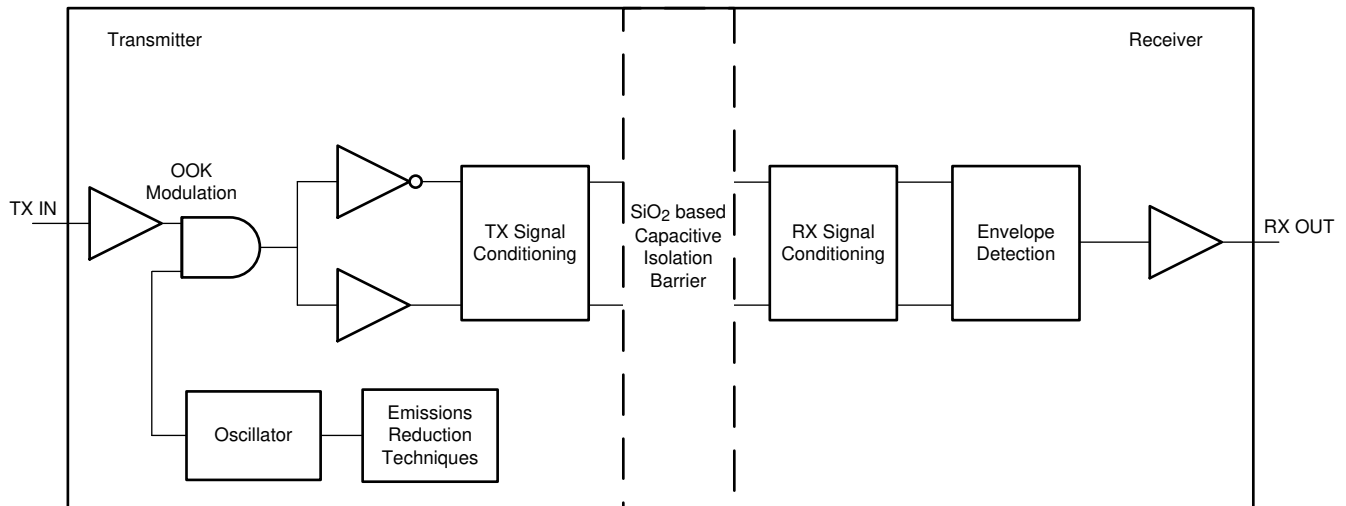 Transmitter
Receiver
OOK
Modulation
TX IN
TX Signal
Conditioning
SiO2 based
Capacitive
Isolation
Barrier
RX Signal
Conditioning
Envelope
Detection
RX OUT
Oscillator
Emissions
Reduction
Techniques